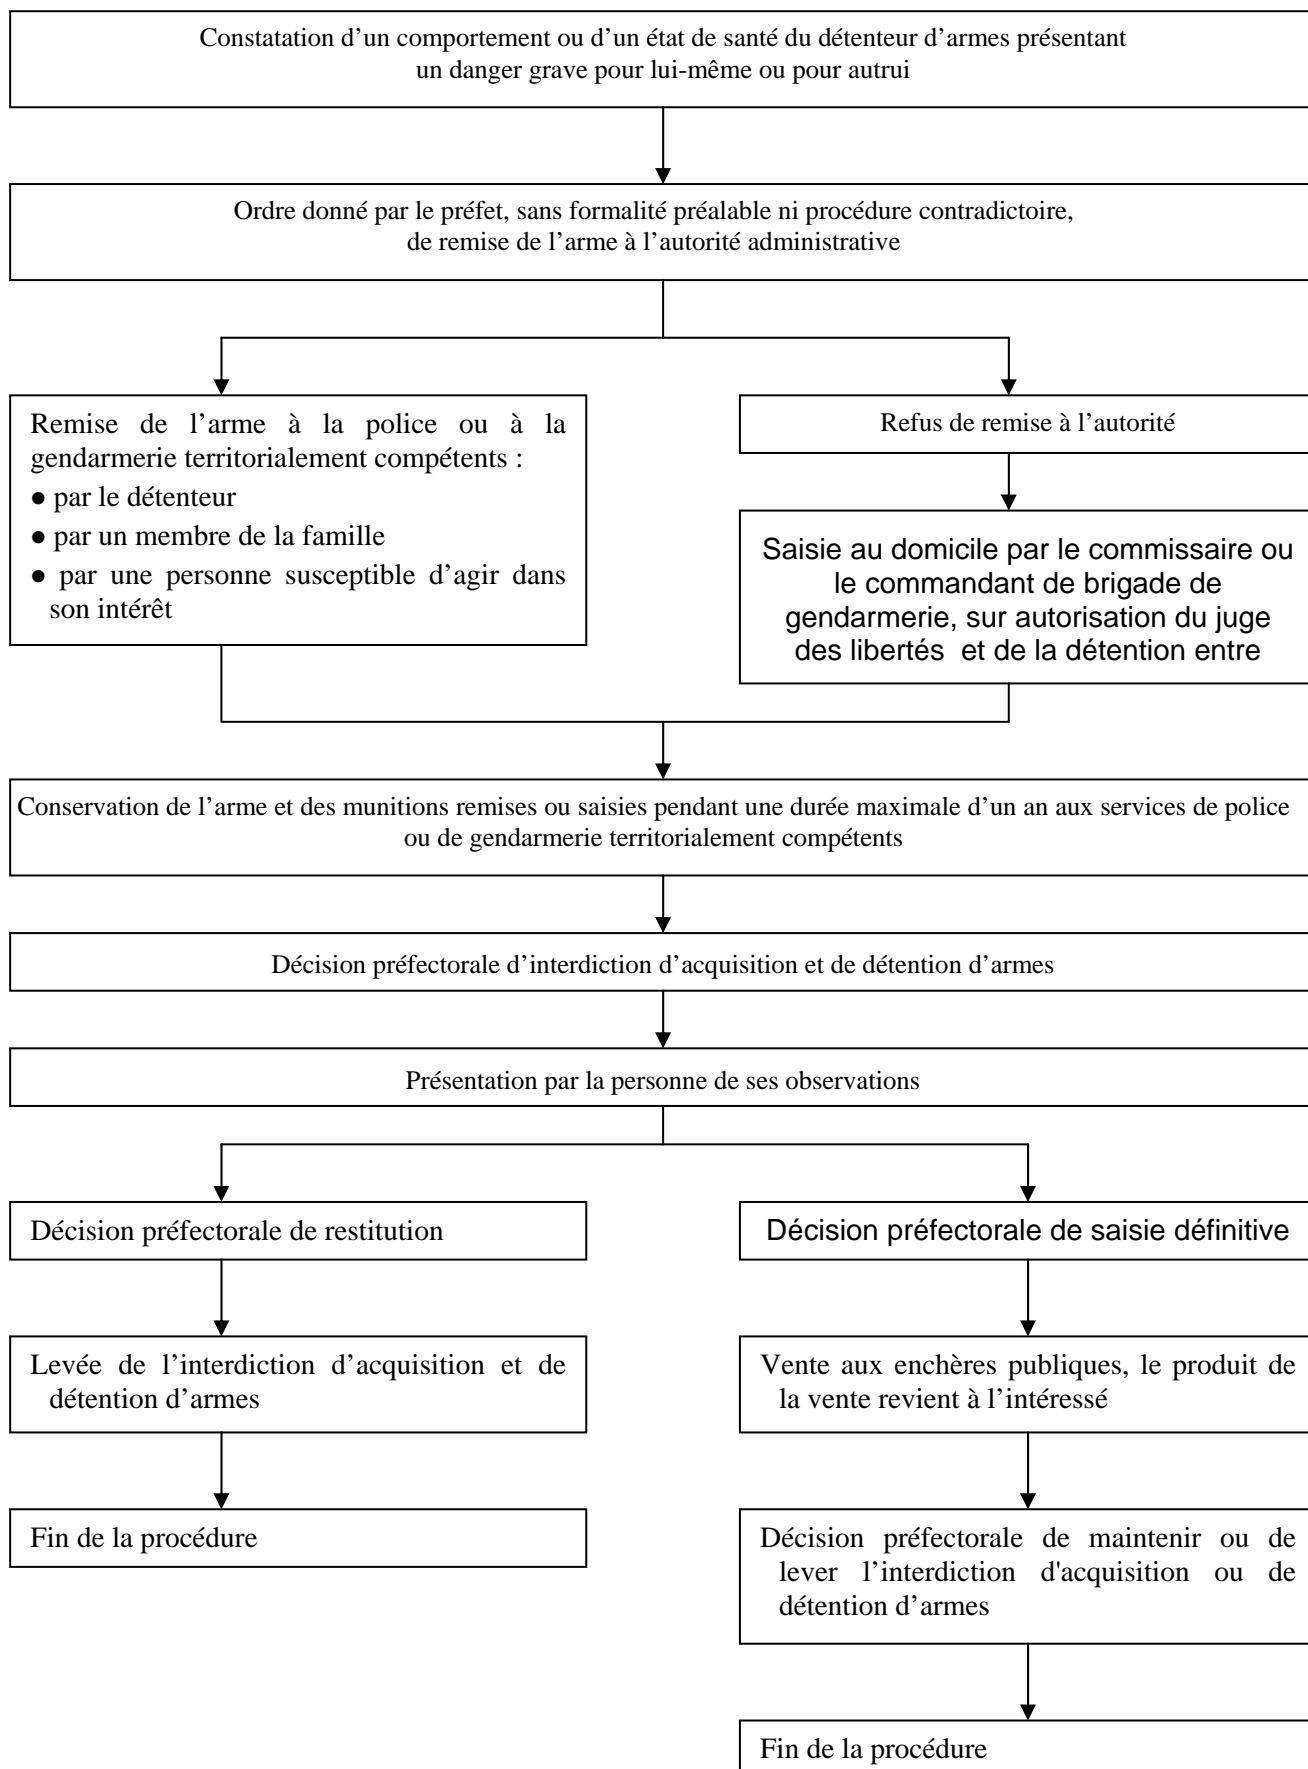 Constatation d’un comportement ou d’un état de santé du détenteur d’armes présentant
un danger grave pour lui-même ou pour autrui
Ordre donné par le préfet, sans formalité préalable ni procédure contradictoire,
de remise de l’arme à l’autorité administrative
Remise de l’arme à la police ou à la
gendarmerie territorialement compétents :
● par le détenteur
● par un membre de la famille
● par une personne susceptible d’agir dans
son intérêt
Refus de remise à l’autorité
Saisie au domicile par le commissaire ou
le commandant de brigade de
gendarmerie, sur autorisation du juge
des libertés et de la détention entre
Conservation de l’arme et des munitions remises ou saisies pendant une durée maximale d’un an aux services de police
ou de gendarmerie territorialement compétents
Décision préfectorale d’interdiction d’acquisition et de détention d’armes
Présentation par la personne de ses observations
Décision préfectorale de restitution
Levée de l’interdiction d’acquisition et de
détention d’armes
Fin de la procédure
Décision préfectorale de saisie définitive
Vente aux enchères publiques, le produit de
la vente revient à l’intéressé
Décision préfectorale de maintenir ou de
lever l’interdiction d'acquisition ou de
détention d’armes
Fin de la procédure